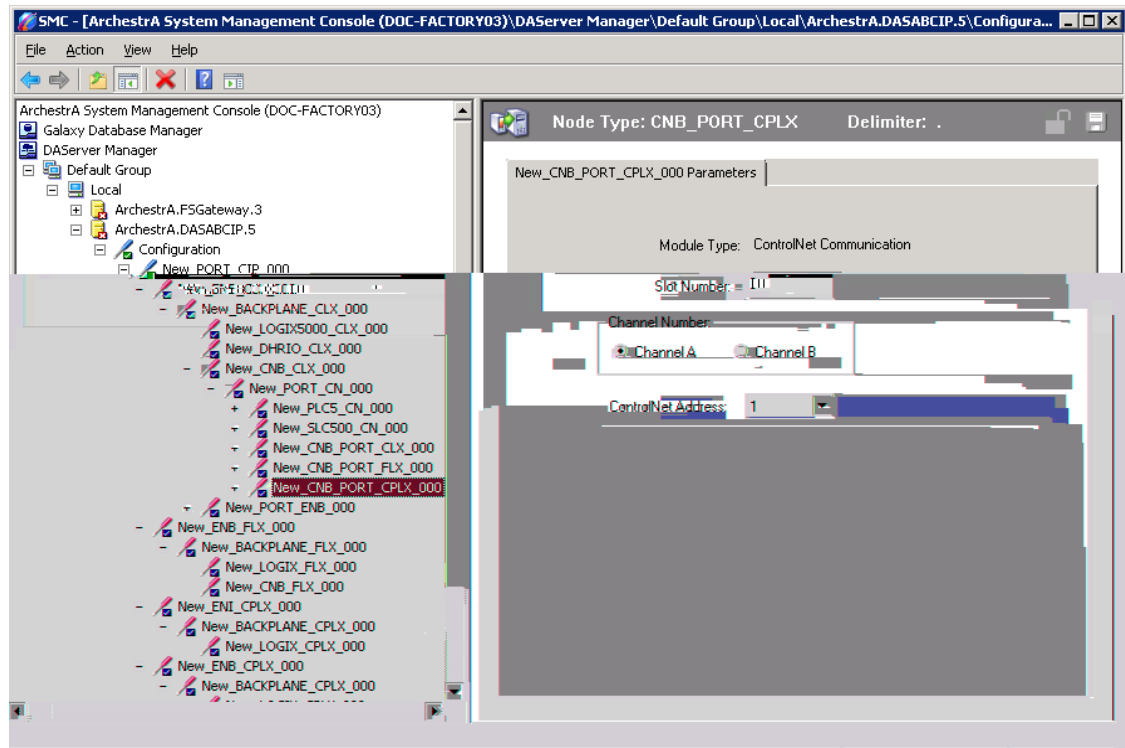 SMC - [ArchestrA System Management Console (DOC-FACTORY03)\DAServer Manager\Default Group\Local\ArchestrA.DASABCIP.5\Configura...
File Action View Help
ArchestrA System Management Console (DOC-FACTORY03)
Galaxy Database Manager
DAServer Manager
Default Group
Local
ArchestrA.FSGateway.3
ArchestrA.DASABCIP.5
Configuration
New_PORT_CIP_000
New_BACKPLANE_CLX_000
New_LOGIX5000_CLX_000
New_DHRIO_CLX_000
New_CNB_CLX_000
New_PORT_CN_000
New_PLC5_CN_000
New_SLC500_CN_000
New_CNB_PORT_CLX_000
New_CNB_PORT_FLX_000
New_CNB_PORT_CPLX_000
New_PORT_ENB_000
New_ENB_FLX_000
New_BACKPLANE_FLX_000
New_LOGIX_FLX_000
New_CNB_FLX_000
New_ENI_CPLX_000
New_BACKPLANE_CPLX_000
New_LOGIX_CPLX_000
New_ENB_CPLX_000
New_BACKPLANE_CPLX_000
Node Type: CNB_PORT_CPLX Delimiter: .
New_CNB_PORT_CPLX_000 Parameters
Module Type: ControlNet Communication
Slot Number:
Channel Number:
Channel A Channel B
ControlNet Address: 1